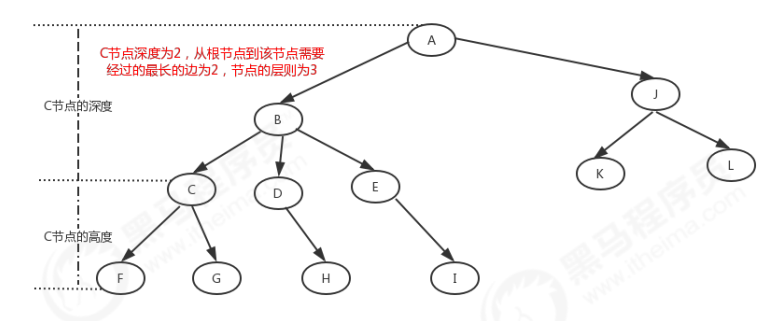 A
C节点深度为2，从根节点到该节点需要
经过的最长的边为2，节点的层则为3
J
C节点的深度
B
K
L
C
D
E
C节点的高度
F
G
H
I
黑马程序员
www.itheima.com
黑马程序员
www.itheima.com